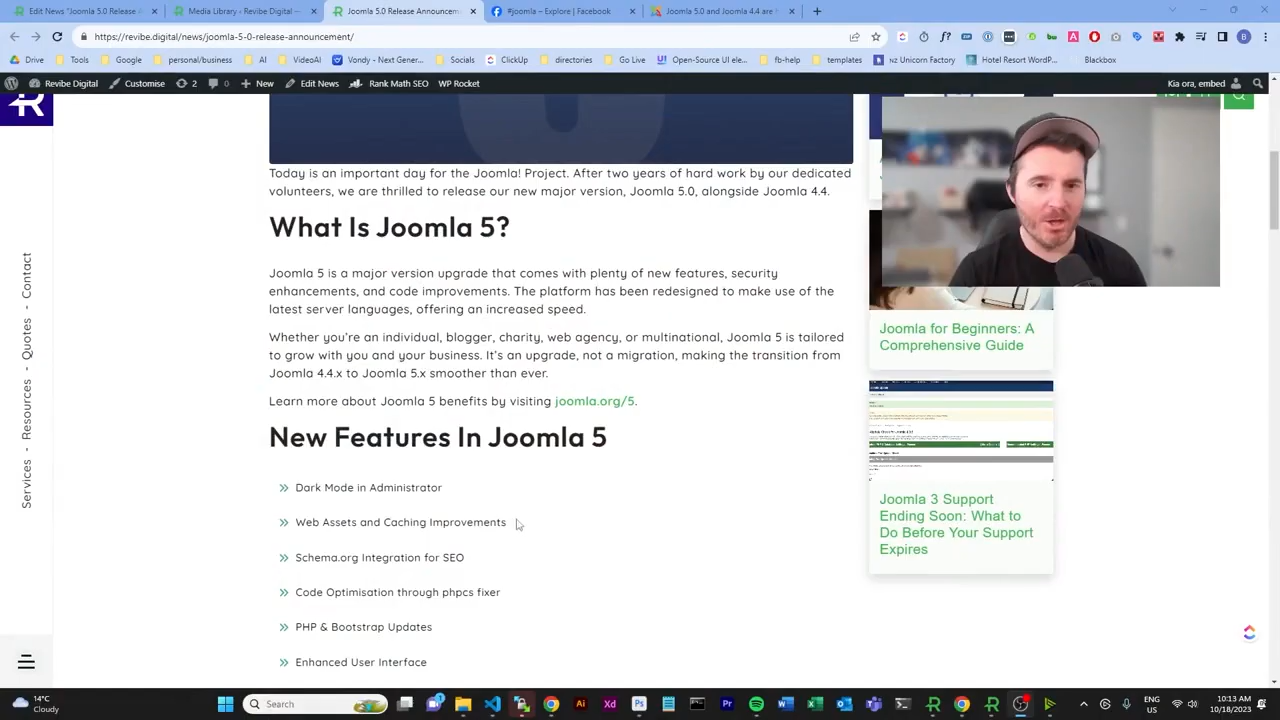 Edit News "Joomla 5.0 Release A
Media Library - Revibe Digital -
Joomla 5.0 Release Announcement
#joomla – Explore | Facebook
Joomla 5.0 and Joomla 4.4 are
https://revibe.digital/news/joomla-5-0-release-announcement/
Drive
Tools
Google
personal/business
AI
VideoAI
Vondy - Next Gener...
Socials
ClickUp
directories
Go Live
Open-Source UI ele...
fb-help
templates
nz Unicorn Factory
Hotel Resort WordP...
Blackbox
Revibe Digital
Customise
2
0
New
Edit News
Rank Math SEO
WP Rocket
Kia ora, embed
Today is an important day for the Joomla! Project. After two years of hard work by our dedicated
volunteers, we are thrilled to release our new major version, Joomla 5.0, alongside Joomla 4.4.
What Is Joomla 5?
Joomla 5 is a major version upgrade that comes with plenty of new features, security
enhancements, and code improvements. The platform has been redesigned to make use of the
latest server languages, offering an increased speed.
Whether you're an individual, blogger, charity, web agency, or multinational, Joomla 5 is tailored
to grow with you and your business. It's an upgrade, not a migration, making the transition from
Joomla 4.4.x to Joomla 5.x smoother than ever.
Learn more about Joomla 5 benefits by visiting joomla.org/5.
New Features in Joomla 5
Dark Mode in Administrator
Web Assets and Caching Improvements
Schema.org Integration for SEO
Code Optimisation through phpcs fixer
PHP & Bootstrap Updates
Enhanced User Interface
Services - Resources - Quotes - Contact
Joomla for Beginners: A
Comprehensive Guide
Joomla 3 Support
Ending Soon: What to
Do Before Your Support
Expires
14°C
Cloudy
Search
ENG
US
10:13 AM
10/18/2023